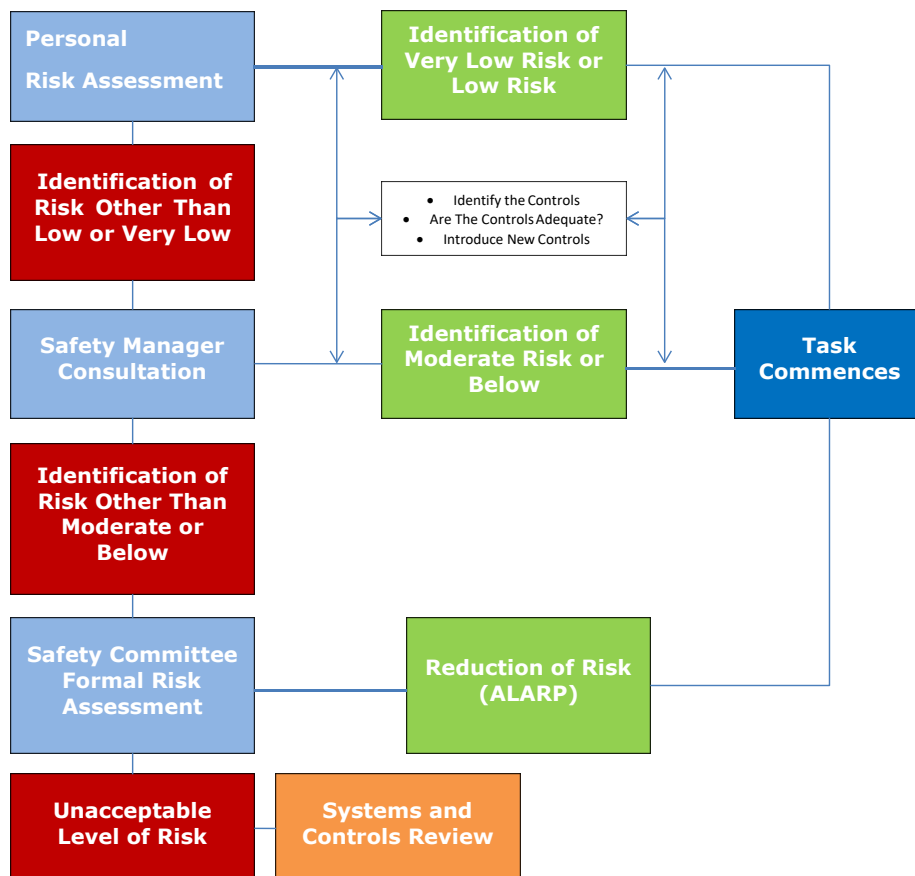 Personal
Risk Assessment
Identification of
Very Low Risk or
Low Risk
Identification of
Risk Other Than
Low or Very Low
• Identify the Controls
• Are The Controls Adequate?
• Introduce New Controls
Safety Manager
Consultation
Identification of
Moderate Risk or
Below
Task
Commences
Identification of
Risk Other Than
Moderate or
Below
Safety Committee
Formal Risk
Assessment
Reduction of Risk
(ALARP)
Unacceptable
Level of Risk
Systems and
Controls Review